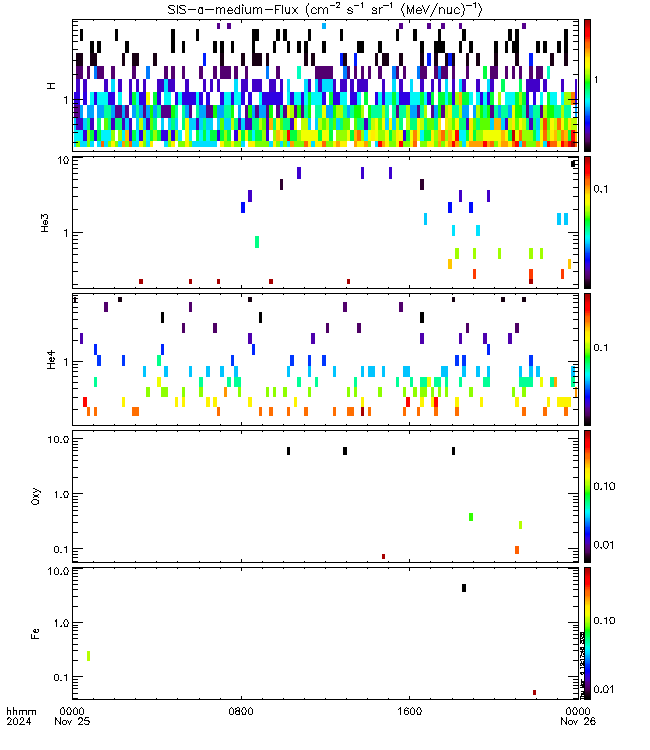 SIS-a-medium-Flux (cm⁻² s⁻¹ sr⁻¹ (MeV/nuc)⁻¹)
H
1
1
He3
10
1
0.1
He4
1
0.1
Oxy
10.0
1.0
0.1
0.10
0.01
Fe
10.0
1.0
0.1
0.10
0.01
hhmm 0000 0800 1600 0000
2024 Nov 25 Nov 26